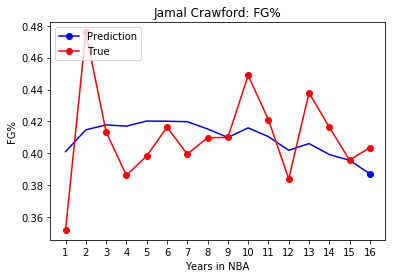 Jamal Crawford: FG%
Prediction
True
FG%
0.48
0.46
0.44
0.42
0.40
0.38
0.36
1 2 3 4 5 6 7 8 9 10 11 12 13 14 15 16
Years in NBA